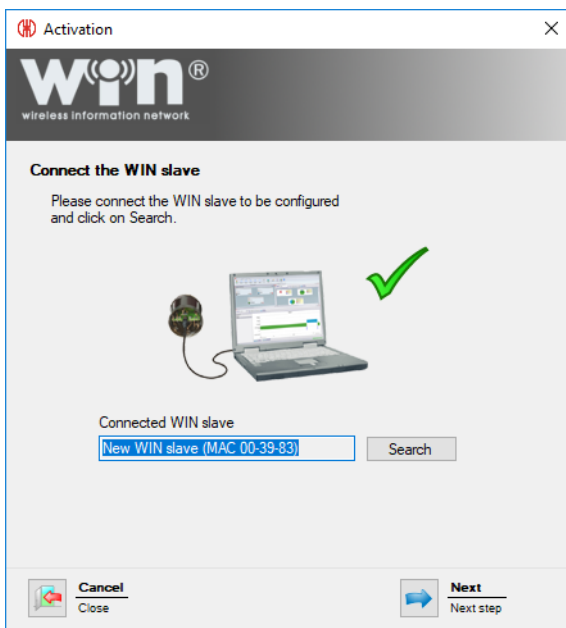 Activation
WIN®
wireless information network
Connect the WIN slave
Please connect the WIN slave to be configured
and click on Search.
Connected WIN slave
New WIN slave (MAC 00-39-83)
Search
Cancel
Close
Next
Next step